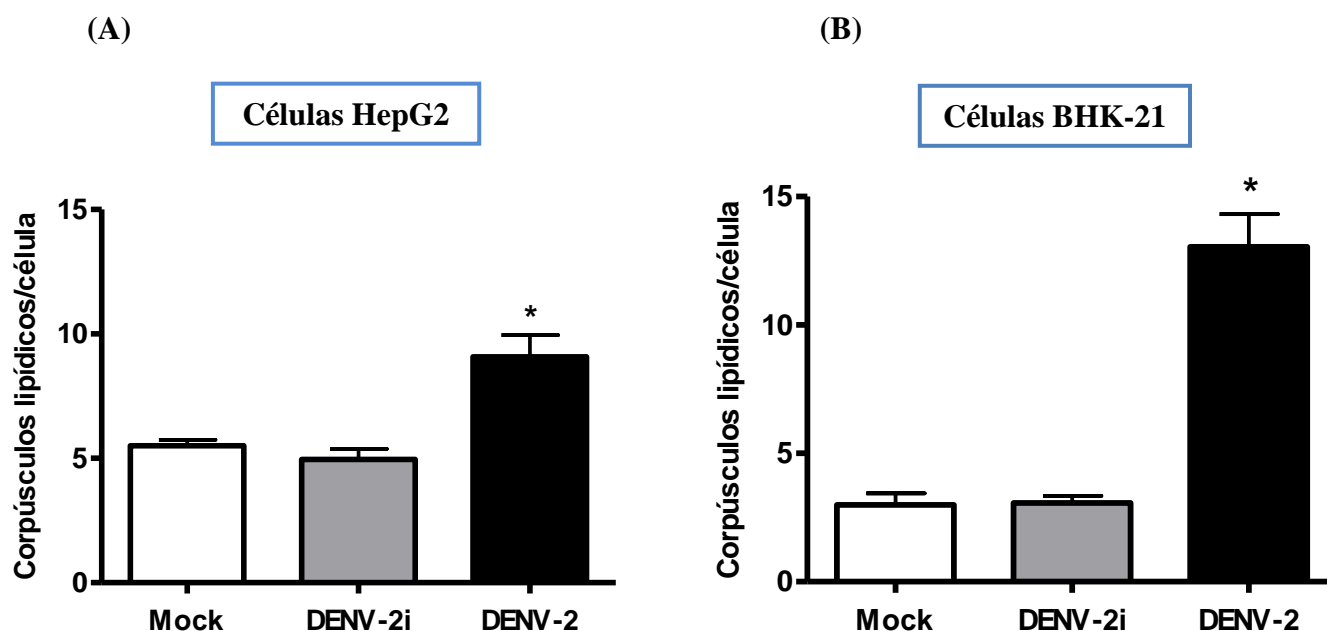 (A)
Células HepG2
Corpúsculos lipídicos/célula
15
*
10
5
0
Mock DENV-2i DENV-2
(B)
Células BHK-21
Corpúsculos lipídicos/célula
*
15
10
5
0
Mock DENV-2i DENV-2